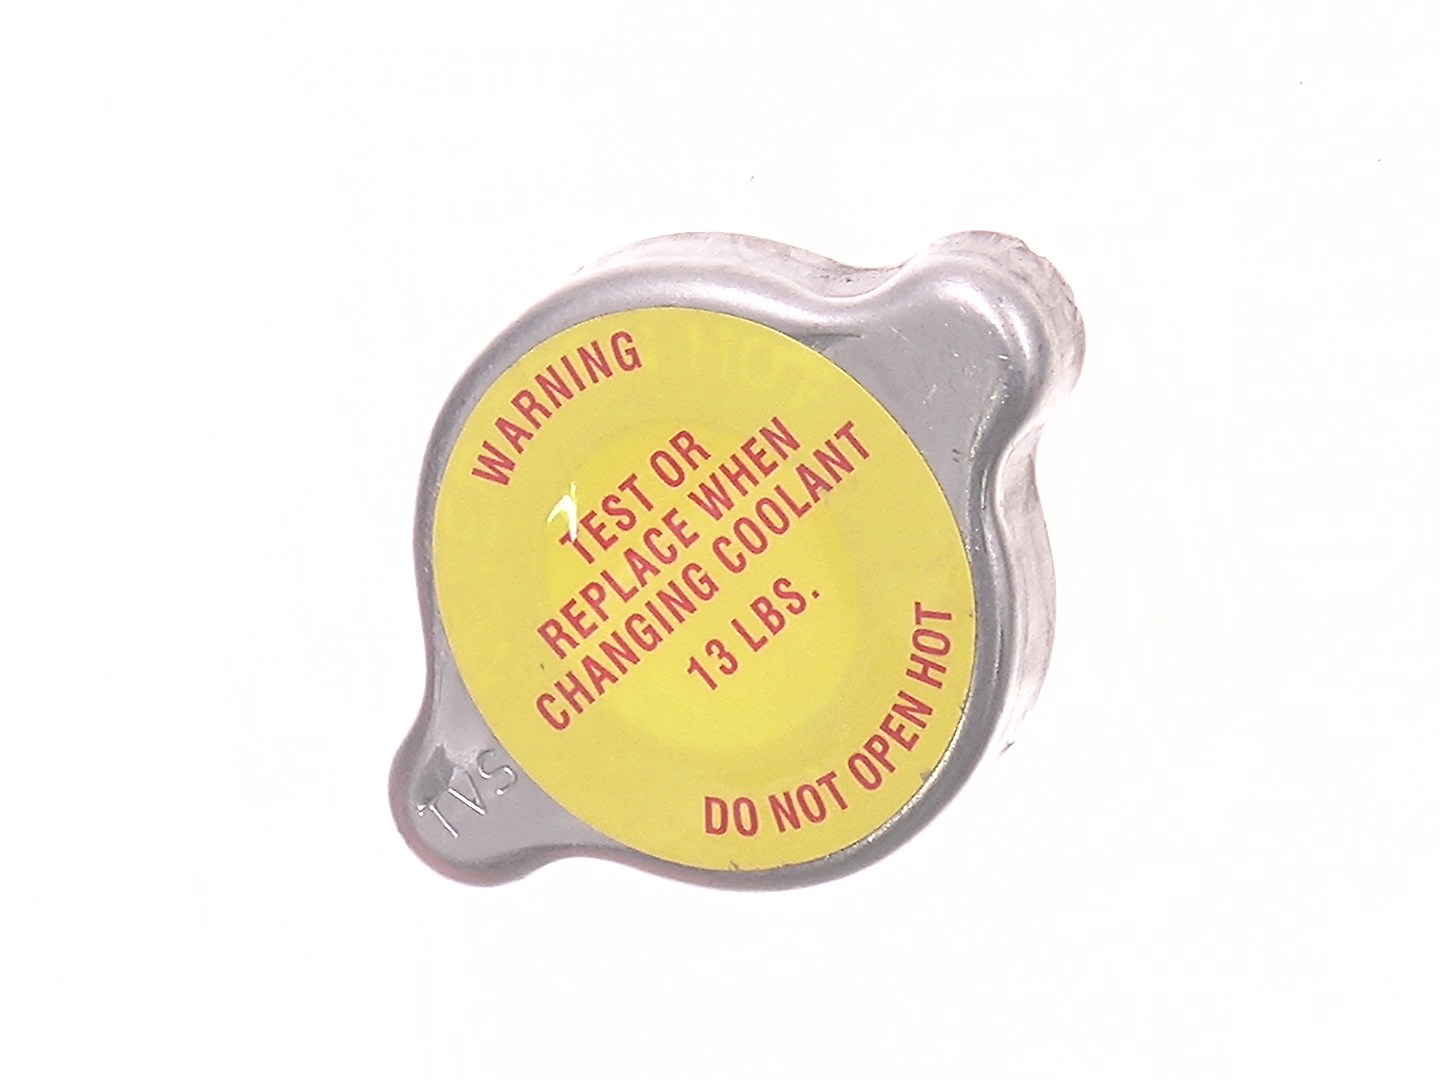 WARNING
TEST OR
REPLACE WHEN
CHANGING COOLANT
13 LBS.
DO NOT OPEN HOT
TVS